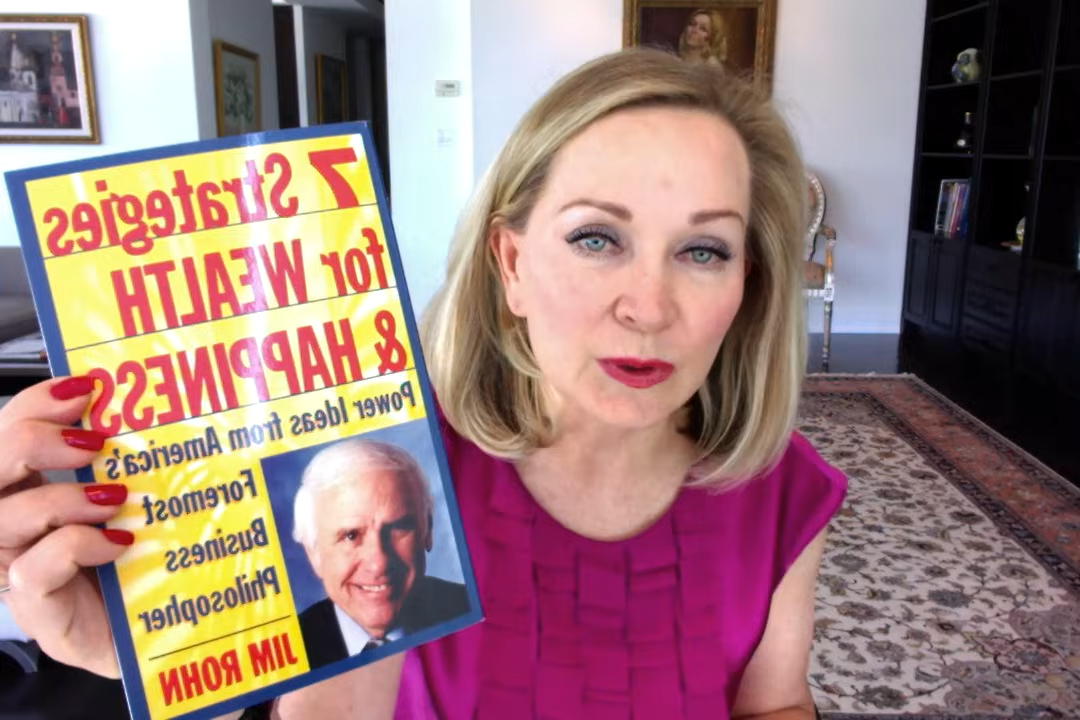 7 Strategies
for WEALTH
& HAPPINESS
Power Ideas from America's
Foremost
Business
Philosopher
JIM ROHN